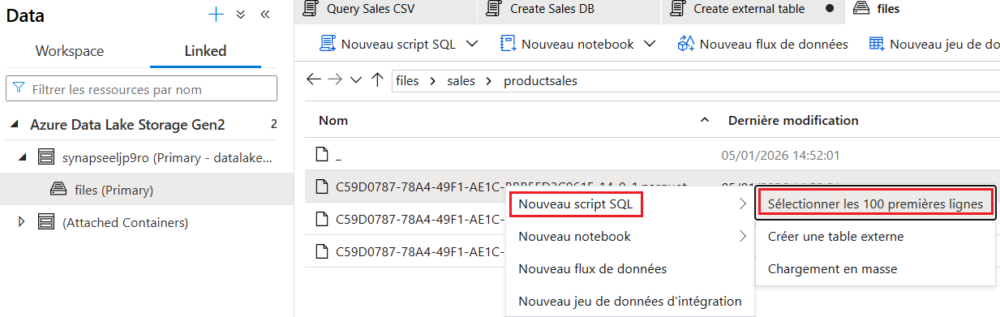 Data
Workspace
Linked
Filtrer les ressources par nom
Azure Data Lake Storage Gen2 2
synapseeljp9ro (Primary - datalake...
files (Primary)
(Attached Containers)
Query Sales CSV
Create Sales DB
Create external table
files
Nouveau script SQL
Nouveau notebook
Nouveau flux de données
Nouveau jeu de do
files > sales > productsales
Nom
Dernière modification
_
05/01/2026 14:52:01
C59D0787-78A4-49F1-AE1C-
C59D0787-78A4-49F1-AE1C-
C59D0787-78A4-49F1-AE1C-
Nouveau script SQL
Nouveau notebook
Nouveau flux de données
Nouveau jeu de données d'intégration
Sélectionner les 100 premières lignes
Créer une table externe
Chargement en masse